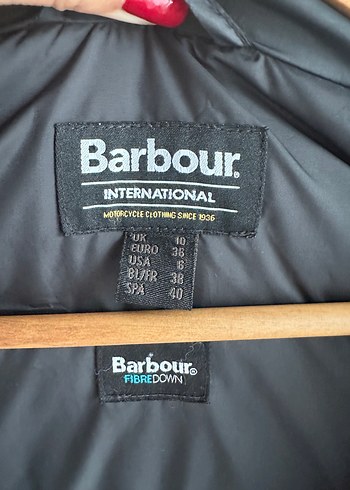 Barbour®
INTERNATIONAL
MOTORCYCLE CLOTHING SINCE 1936
UK 10
EURO 36
USA 6
BL/FR 38
SPA 40
Barbour®
FIBREDOWN